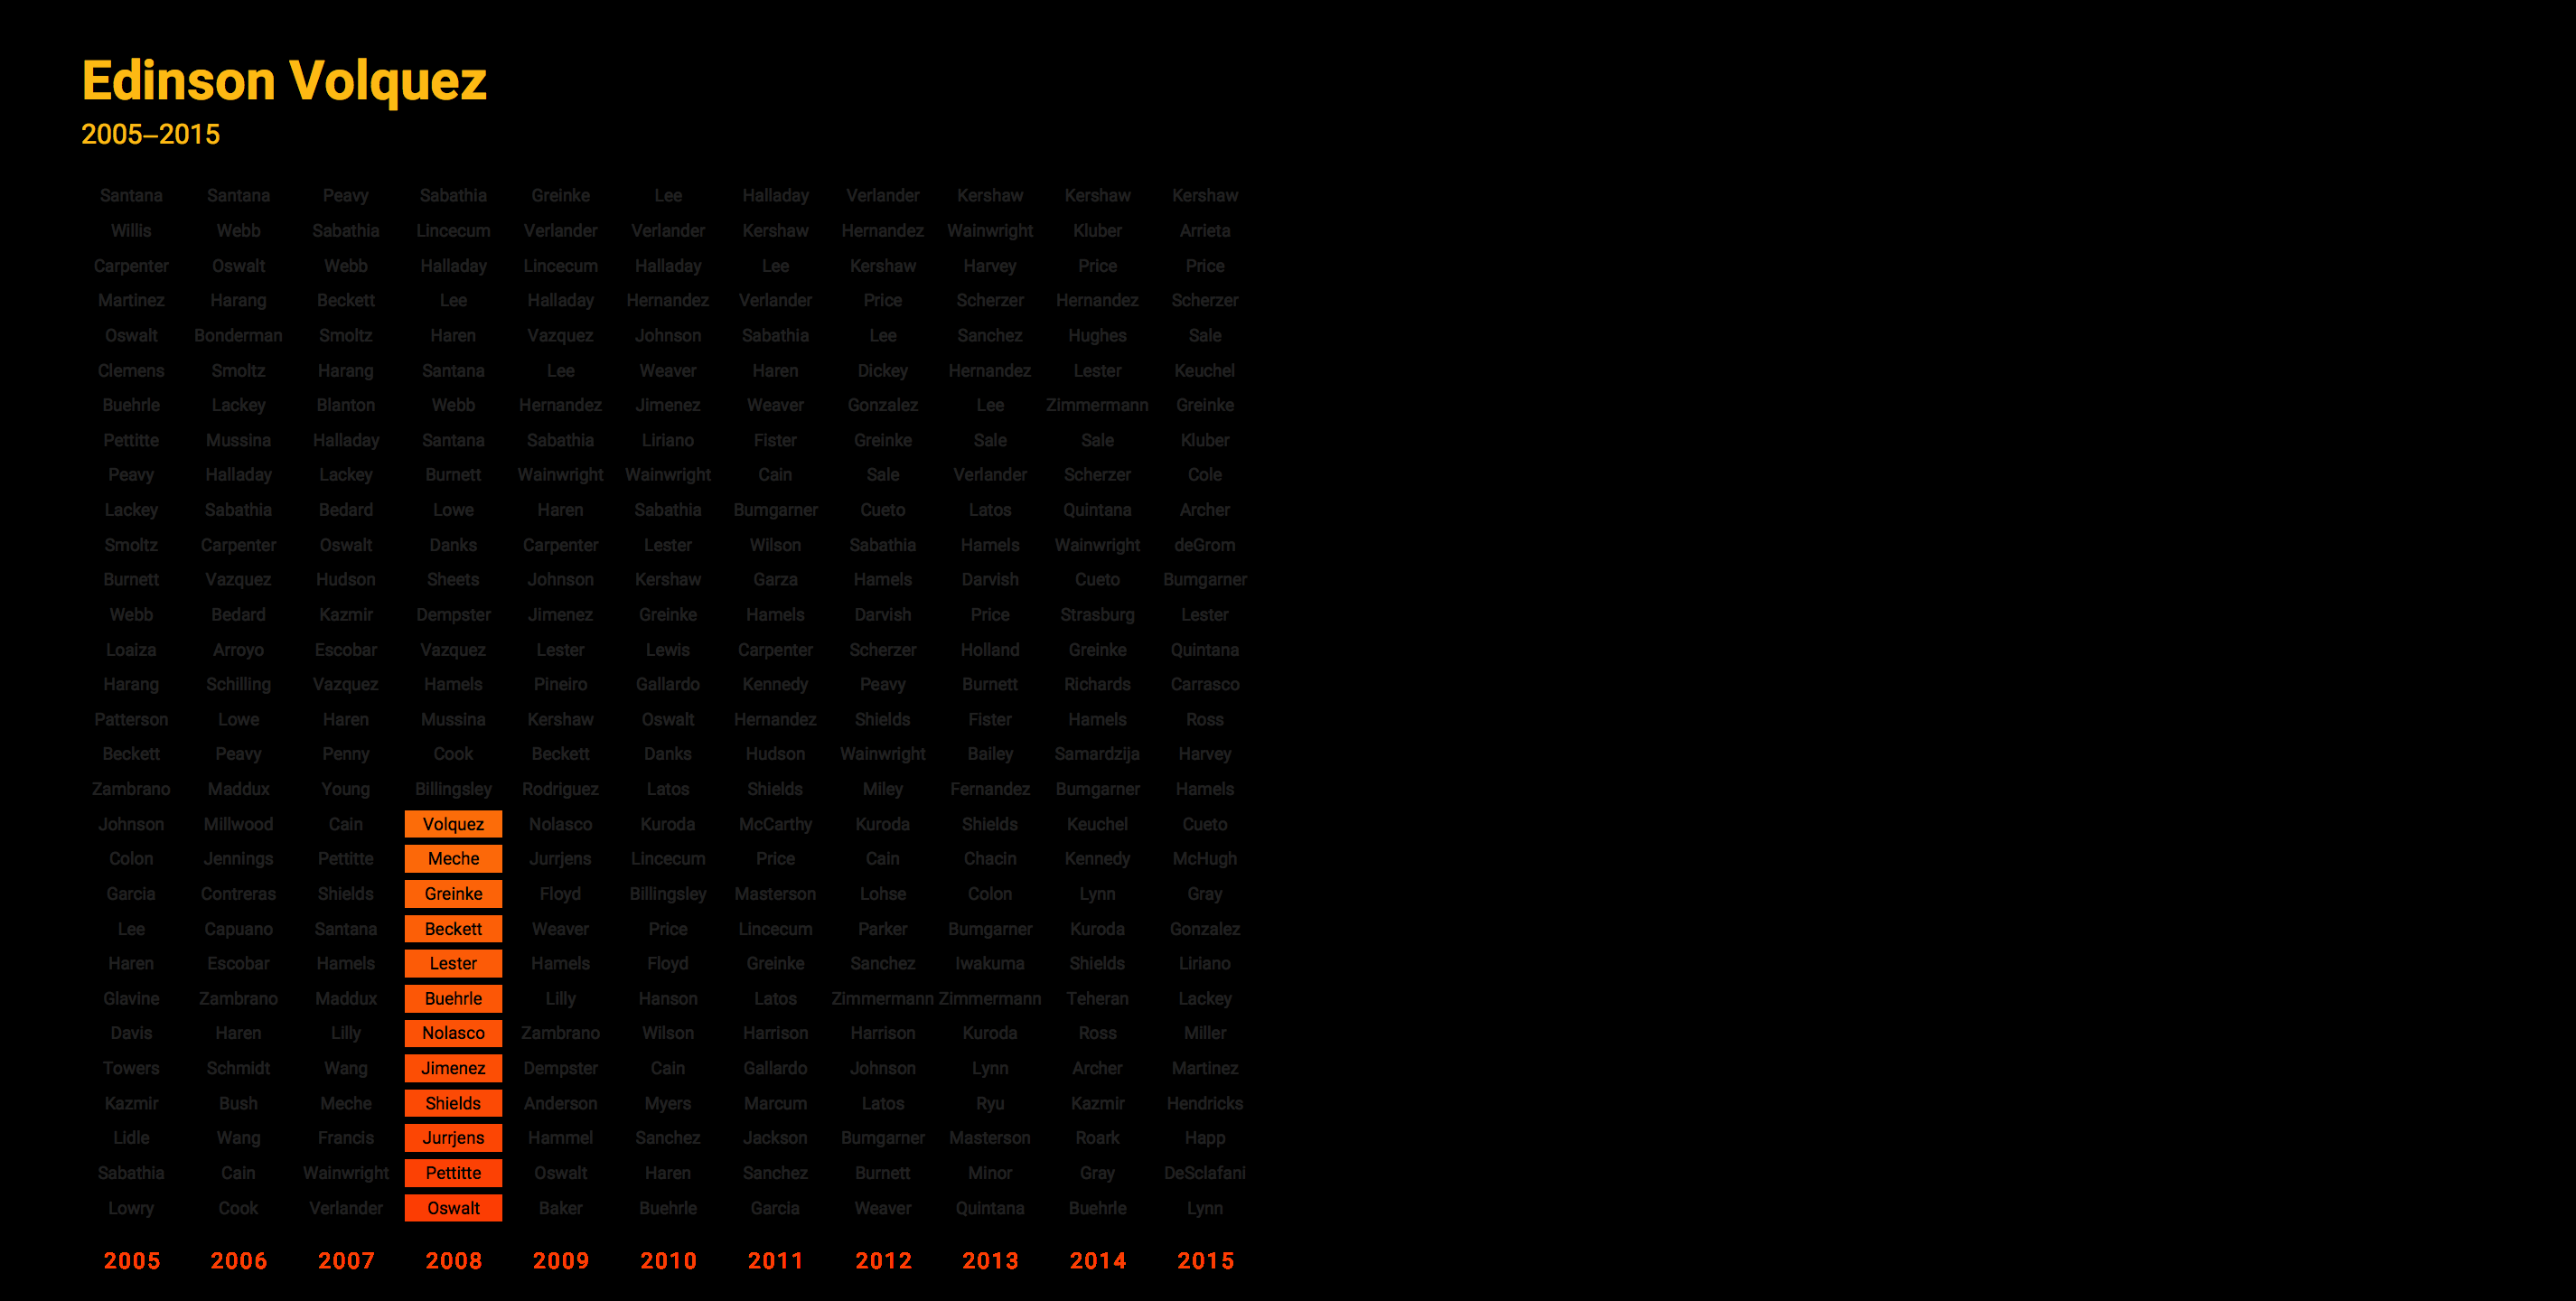 Edinson Volquez
2005–2015
Santana Santana Peavy Sabathia Greinke Lee Halladay Verlander Kershaw Kershaw Kershaw
Willis Webb Sabathia Lincecum Verlander Verlander Kershaw Hernandez Wainwright Kluber Arrieta
Carpenter Oswalt Webb Halladay Lincecum Halladay Lee Kershaw Harvey Price Price
Martinez Harang Beckett Lee Halladay Hernandez Verlander Price Scherzer Hernandez Scherzer
Oswalt Bonderman Smoltz Haren Vazquez Johnson Sabathia Lee Sanchez Hughes Sale
Clemens Smoltz Harang Santana Lee Weaver Haren Dickey Hernandez Lester Keuchel
Buehrle Lackey Blanton Webb Hernandez Jimenez Weaver Gonzalez Lee Zimmermann Greinke
Pettitte Mussina Halladay Santana Sabathia Liriano Fister Greinke Sale Sale Kluber
Peavy Halladay Lackey Burnett Wainwright Wainwright Cain Sale Verlander Scherzer Cole
Lackey Sabathia Bedard Lowe Haren Sabathia Bumgarner Cueto Latos Quintana Archer
Smoltz Carpenter Oswalt Danks Carpenter Lester Wilson Sabathia Hamels Wainwright deGrom
Burnett Vazquez Hudson Sheets Johnson Kershaw Garza Hamels Darvish Cueto Bumgarner
Webb Bedard Kazmir Dempster Jimenez Greinke Hamels Darvish Price Strasburg Lester
Loaiza Arroyo Escobar Vazquez Lester Lewis Carpenter Scherzer Holland Greinke Quintana
Harang Schilling Vazquez Hamels Pineiro Gallardo Kennedy Peavy Burnett Richards Carrasco
Patterson Lowe Haren Mussina Kershaw Oswalt Hernandez Shields Fister Hamels Ross
Beckett Peavy Penny Cook Beckett Danks Hudson Wainwright Bailey Samardzija Harvey
Zambrano Maddux Young Billingsley Rodriguez Latos Shields Miley Fernandez Bumgarner Hamels
Johnson Millwood Cain Volquez Nolasco Kuroda McCarthy Kuroda Shields Keuchel Cueto
Colon Jennings Pettitte Meche Jurrjens Lincecum Price Cain Chacin Kennedy McHugh
Garcia Contreras Shields Greinke Floyd Billingsley Masterson Lohse Colon Lynn Gray
Lee Capuano Santana Beckett Weaver Price Lincecum Parker Bumgarner Kuroda Gonzalez
Haren Escobar Hamels Lester Hamels Floyd Greinke Sanchez Iwakuma Shields Liriano
Glavine Zambrano Maddux Buehrle Lilly Hanson Latos Zimmermann Zimmermann Teheran Lackey
Davis Haren Lilly Nolasco Zambrano Wilson Harrison Harrison Kuroda Ross Miller
Towers Schmidt Wang Jimenez Dempster Cain Gallardo Johnson Lynn Archer Martinez
Kazmir Bush Meche Shields Anderson Myers Marcum Latos Ryu Kazmir Hendricks
Lidle Wang Francis Jurrjens Hammel Sanchez Jackson Bumgarner Masterson Roark Happ
Sabathia Cain Wainwright Pettitte Oswalt Haren Sanchez Burnett Minor Gray DeSclafani
Lowry Cook Verlander Oswalt Baker Buehrle Garcia Weaver Quintana Buehrle Lynn
2005 2006 2007 2008 2009 2010 2011 2012 2013 2014 2015